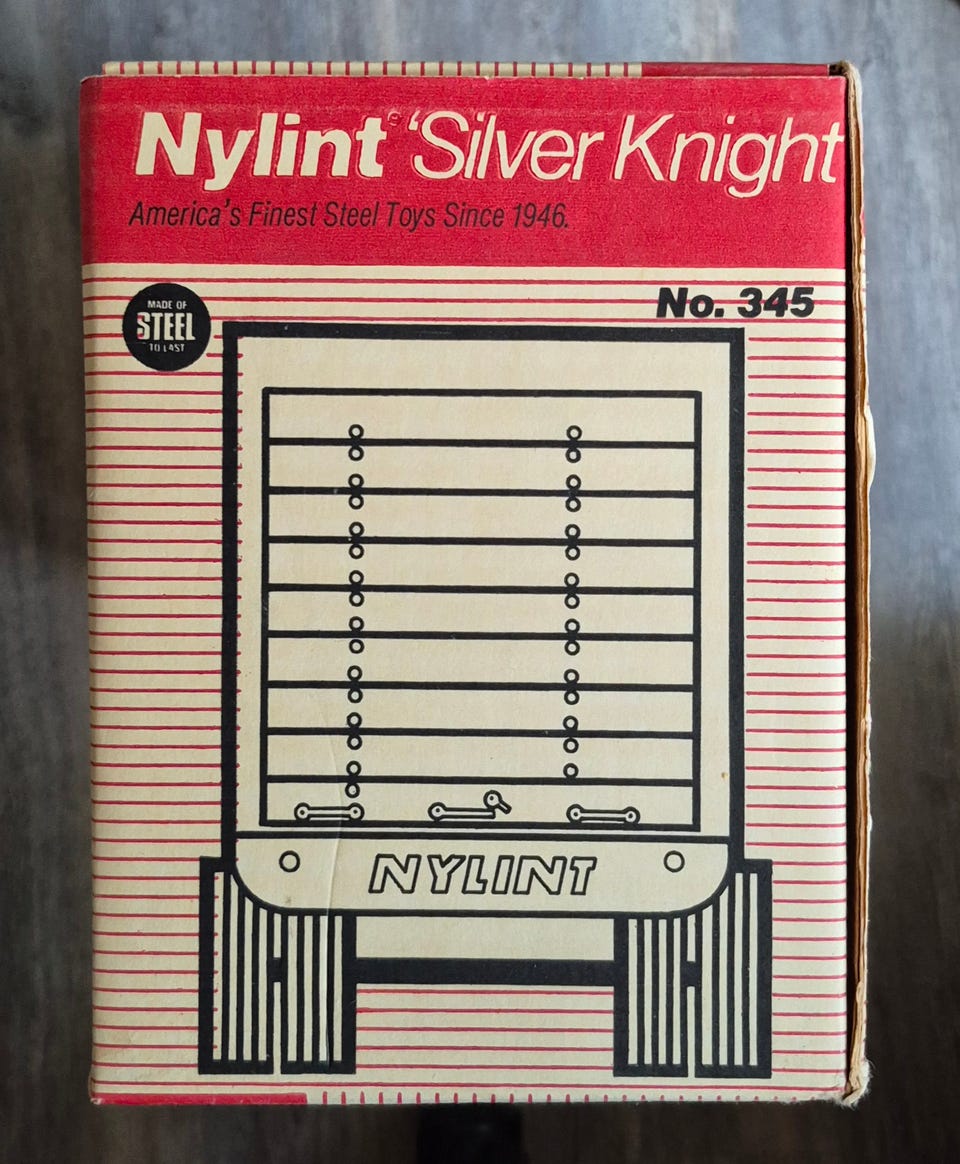 Nylint® 'Silver Knight
America's Finest Steel Toys Since 1946.
No. 345
MADE OF
STEEL
TO LAST
NYLINT